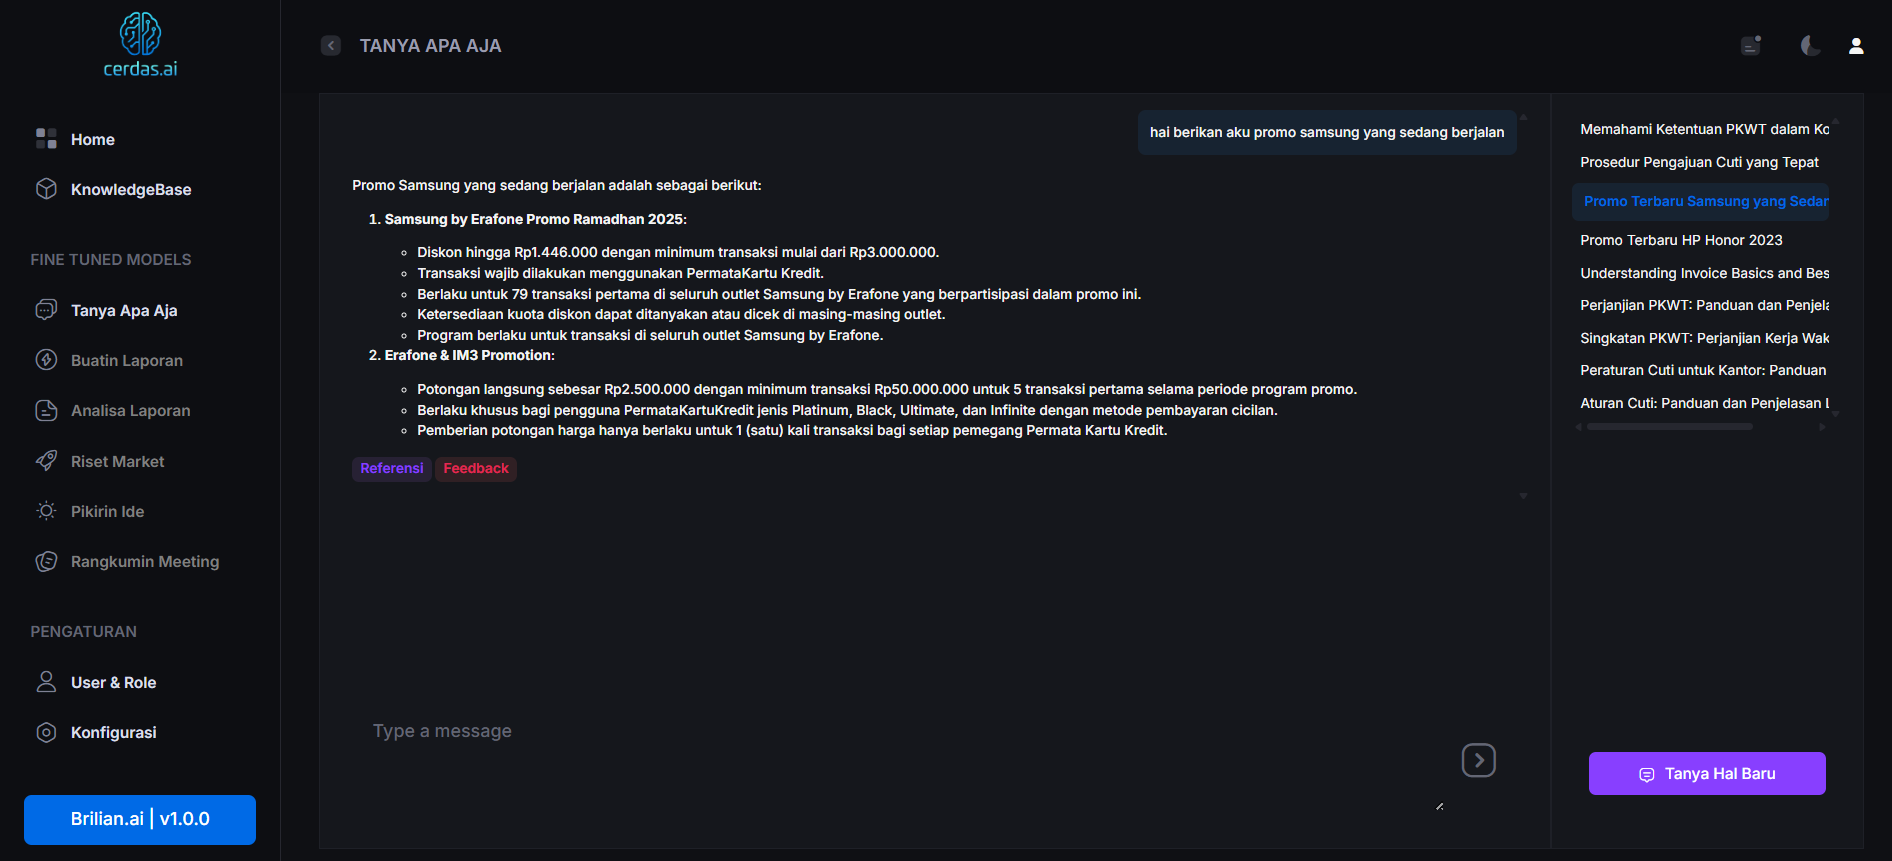 cerdas.ai
Home
KnowledgeBase
FINE TUNED MODELS
Tanya Apa Aja
Buatin Laporan
Analisa Laporan
Riset Market
Pikirin Ide
Rangkumin Meeting
PENGATURAN
User & Role
Konfigurasi
Brilian.ai | v1.0.0
TANYA APA AJA
hai berikan aku promo samsung yang sedang berjalan
Promo Samsung yang sedang berjalan adalah sebagai berikut:
1. Samsung by Erafone Promo Ramadhan 2025:
Diskon hingga Rp1.446.000 dengan minimum transaksi mulai dari Rp3.000.000.
Transaksi wajib dilakukan menggunakan PermataKartu Kredit.
Berlaku untuk 79 transaksi pertama di seluruh outlet Samsung by Erafone yang berpartisipasi dalam promo ini.
Ketersediaan kuota diskon dapat ditanyakan atau dicek di masing-masing outlet.
Program berlaku untuk transaksi di seluruh outlet Samsung by Erafone.
2. Erafone & IM3 Promotion:
Potongan langsung sebesar Rp2.500.000 dengan minimum transaksi Rp50.000.000 untuk 5 transaksi pertama selama periode program promo.
Berlaku khusus bagi pengguna PermataKartuKredit jenis Platinum, Black, Ultimate, dan Infinite dengan metode pembayaran cicilan.
Pemberian potongan harga hanya berlaku untuk 1 (satu) kali transaksi bagi setiap pemegang Permata Kartu Kredit.
Referensi Feedback
Type a message
Memahami Ketentuan PKWT dalam Ko
Prosedur Pengajuan Cuti yang Tepat
Promo Terbaru Samsung yang Sedan
Promo Terbaru HP Honor 2023
Understanding Invoice Basics and Bes
Perjanjian PKWT: Panduan dan Penjela
Singkatan PKWT: Perjanjian Kerja Wak
Peraturan Cuti untuk Kantor: Panduan
Aturan Cuti: Panduan dan Penjelasan L
Tanya Hal Baru